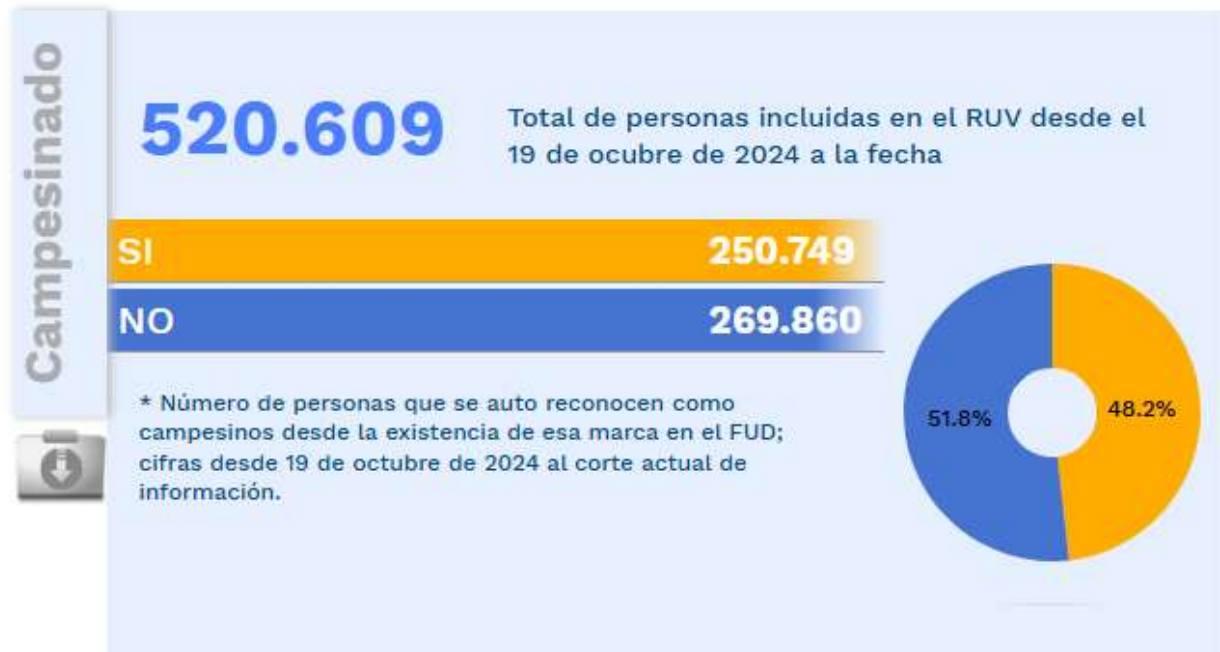 Campesinado
520.609
Total de personas incluidas en el RUV desde el
19 de ocubre de 2024 a la fecha
SI 250.749
NO 269.860
51.8%
48.2%
* Número de personas que se auto reconocen como
campesinos desde la existencia de esa marca en el FUD;
cifras desde 19 de octubre de 2024 al corte actual de
información.